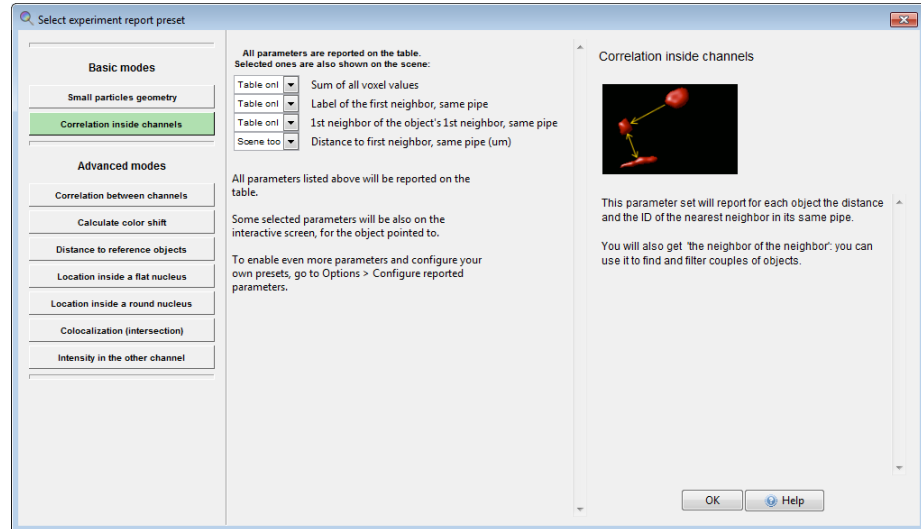 Select experiment report preset
Basic modes
Small particles geometry
Correlation inside channels
Advanced modes
Correlation between channels
Calculate color shift
Distance to reference objects
Location inside a flat nucleus
Location inside a round nucleus
Colocalization (intersection)
Intensity in the other channel
All parameters are reported on the table.
Selected ones are also shown on the scene:
Table onl Sum of all voxel values
Table onl Label of the first neighbor, same pipe
Table onl 1st neighbor of the object's 1st neighbor, same pipe
Scene too Distance to first neighbor, same pipe (um)
All parameters listed above will be reported on the
table.
Some selected parameters will be also on the
interactive screen, for the object pointed to.
To enable even more parameters and configure your
own presets, go to Options > Configure reported
parameters.
Correlation inside channels
This parameter set will report for each object the distance
and the ID of the nearest neighbor in its same pipe.
You will also get 'the neighbor of the neighbor': you can
use it to find and filter couples of objects.
OK
Help